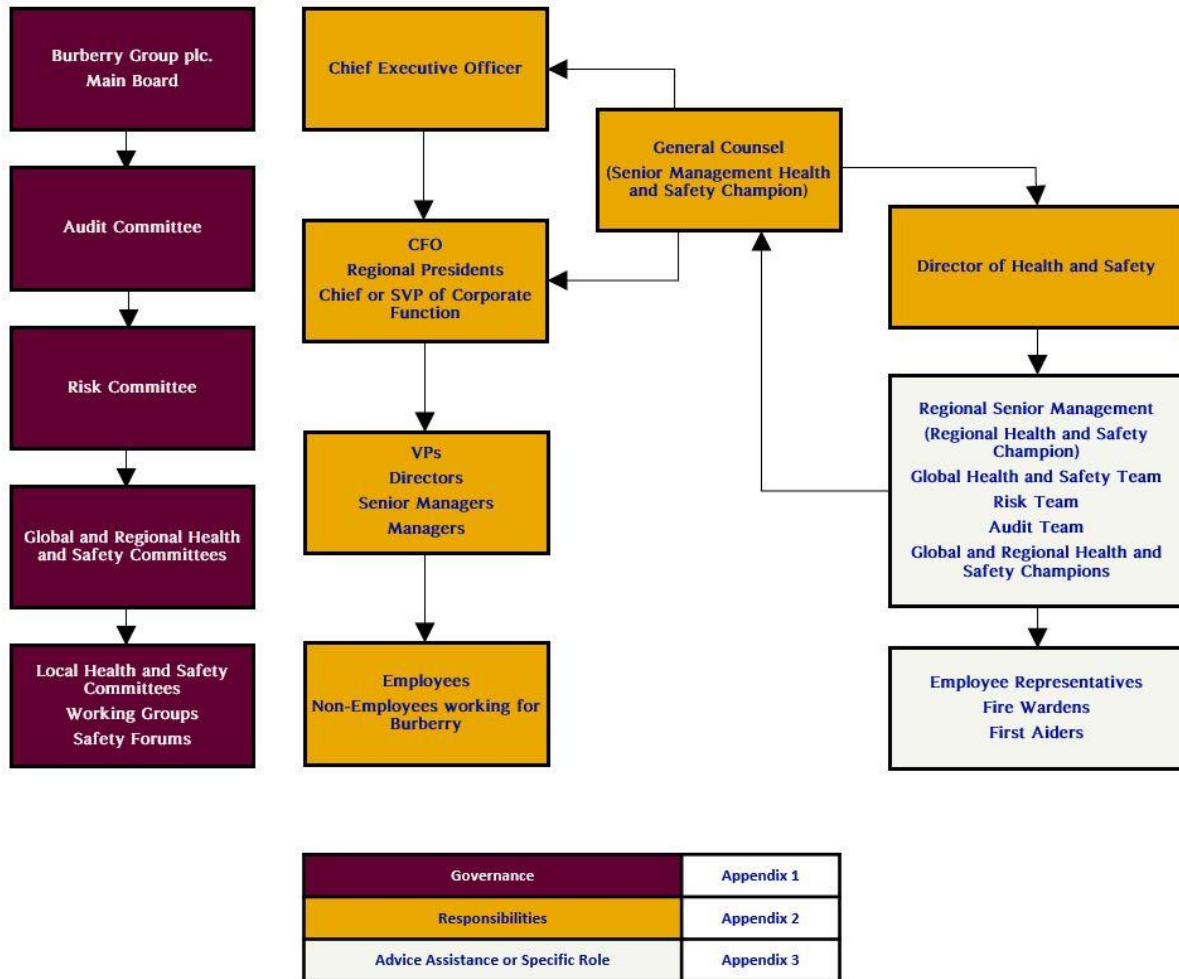 Burberry Group plc.
Main Board
Audit Committee
Risk Committee
Global and Regional Health
and Safety Committees
Local Health and Safety
Committees
Working Groups
Safety Forums
Chief Executive Officer
CFO
Regional Presidents
Chief or SVP of Corporate
Function
VPs
Directors
Senior Managers
Managers
Employees
Non-Employees working for
Burberry
General Counsel
(Senior Management Health
and Safety Champion)
Director of Health and Safety
Regional Senior Management
(Regional Health and Safety
Champion)
Global Health and Safety Team
Risk Team
Audit Team
Global and Regional Health and
Safety Champions
Employee Representatives
Fire Wardens
First Aiders
Governance Appendix 1
Responsibilities Appendix 2
Advice Assistance or Specific Role Appendix 3